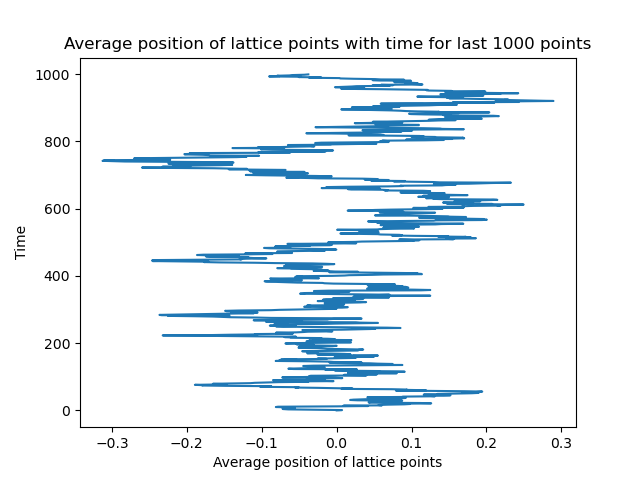 Average position of lattice points with time for last 1000 points
1000
800
600
400
200
0
Time
−0.3 −0.2 −0.1 0.0 0.1 0.2 0.3
Average position of lattice points